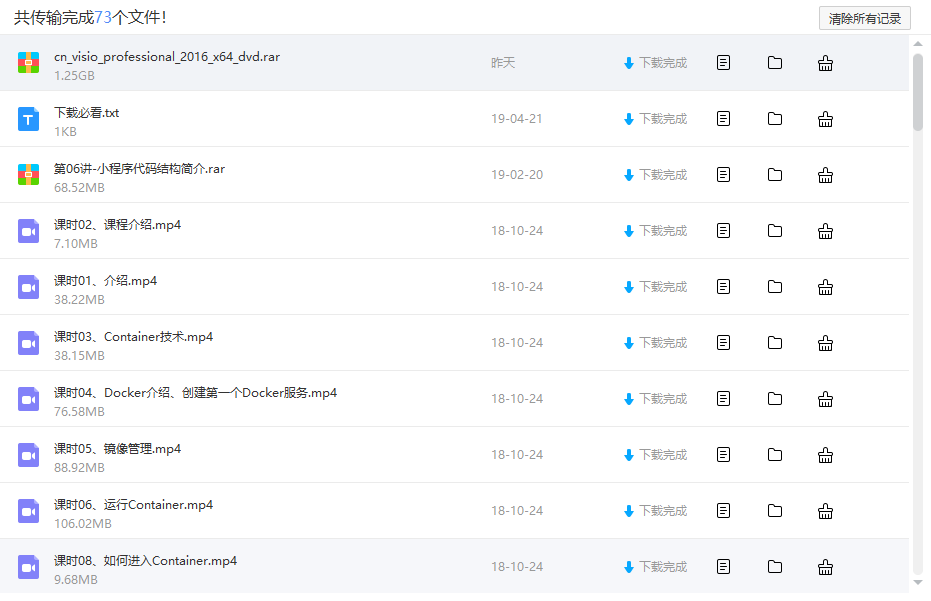 共传输完成73个文件!
清除所有记录
cn_visio_professional_2016_x64_dvd.rar
1.25GB
昨天
下载完成
下载必看.txt
1KB
19-04-21
下载完成
第06讲-小程序代码结构简介.rar
68.52MB
19-02-20
下载完成
课时02、课程介绍.mp4
7.10MB
18-10-24
下载完成
课时01、介绍.mp4
38.22MB
18-10-24
下载完成
课时03、Container技术.mp4
38.15MB
18-10-24
下载完成
课时04、Docker介绍、创建第一个Docker服务.mp4
76.58MB
18-10-24
下载完成
课时05、镜像管理.mp4
88.92MB
18-10-24
下载完成
课时06、运行Container.mp4
106.02MB
18-10-24
下载完成
课时08、如何进入Container.mp4
9.68MB
18-10-24
下载完成